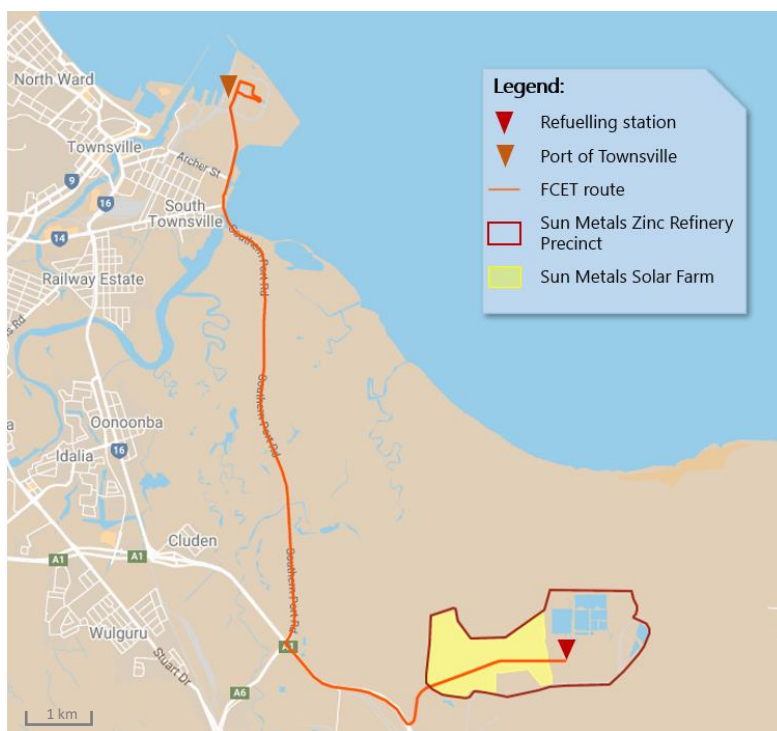 North Ward
Townsville
Archer St
9
16
South
Townsville
14
Railway Estate
Rd
Southern Port Rd
Southern Port Rd
Oonoonba
Idalia
16
Cluden
A1
A1
Southern Port Rd
Wulguru
Stuart Dr
A1
A6
1 km
Legend:
Refuelling station
Port of Townsville
FCET route
Sun Metals Zinc Refinery
Precinct
Sun Metals Solar Farm